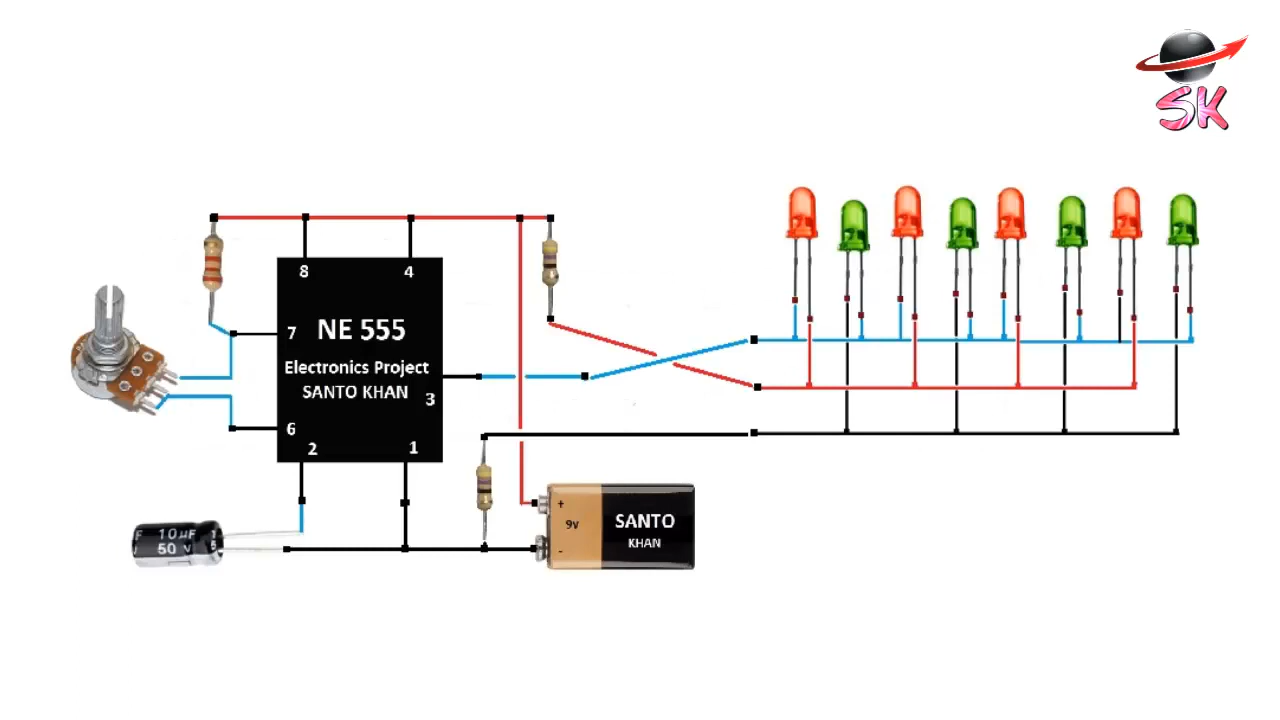 SK
8
4
7
NE 555
Electronics Project
SANTO KHAN
3
6
2
1
+
9v
SANTO
-
KHAN
10µF
50 V